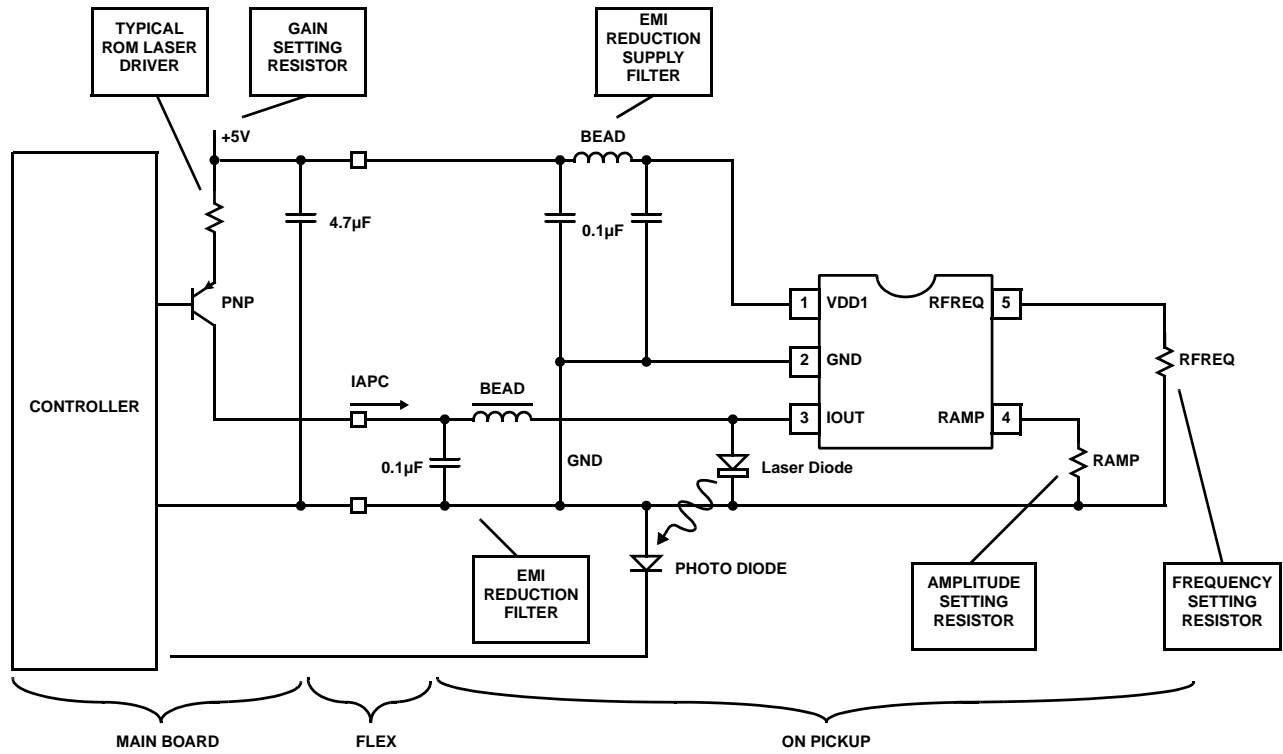 TYPICAL
ROM LASER
DRIVER
GAIN
SETTING
RESISTOR
EMI
REDUCTION
SUPPLY
FILTER
+5V
BEAD
4.7µF
0.1µF
PNP
1
VDD1
RFREQ
5
2
GND
RFREQ
IAPC
BEAD
CONTROLLER
3
IOUT
RAMP
4
0.1µF
GND
Laser Diode
RAMP
PHOTO DIODE
EMI
REDUCTION
FILTER
AMPLITUDE
SETTING
RESISTOR
FREQUENCY
SETTING
RESISTOR
MAIN BOARD
FLEX
ON PICKUP